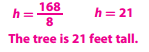 h = 168/8    h = 21
The tree is 21 feet tall.